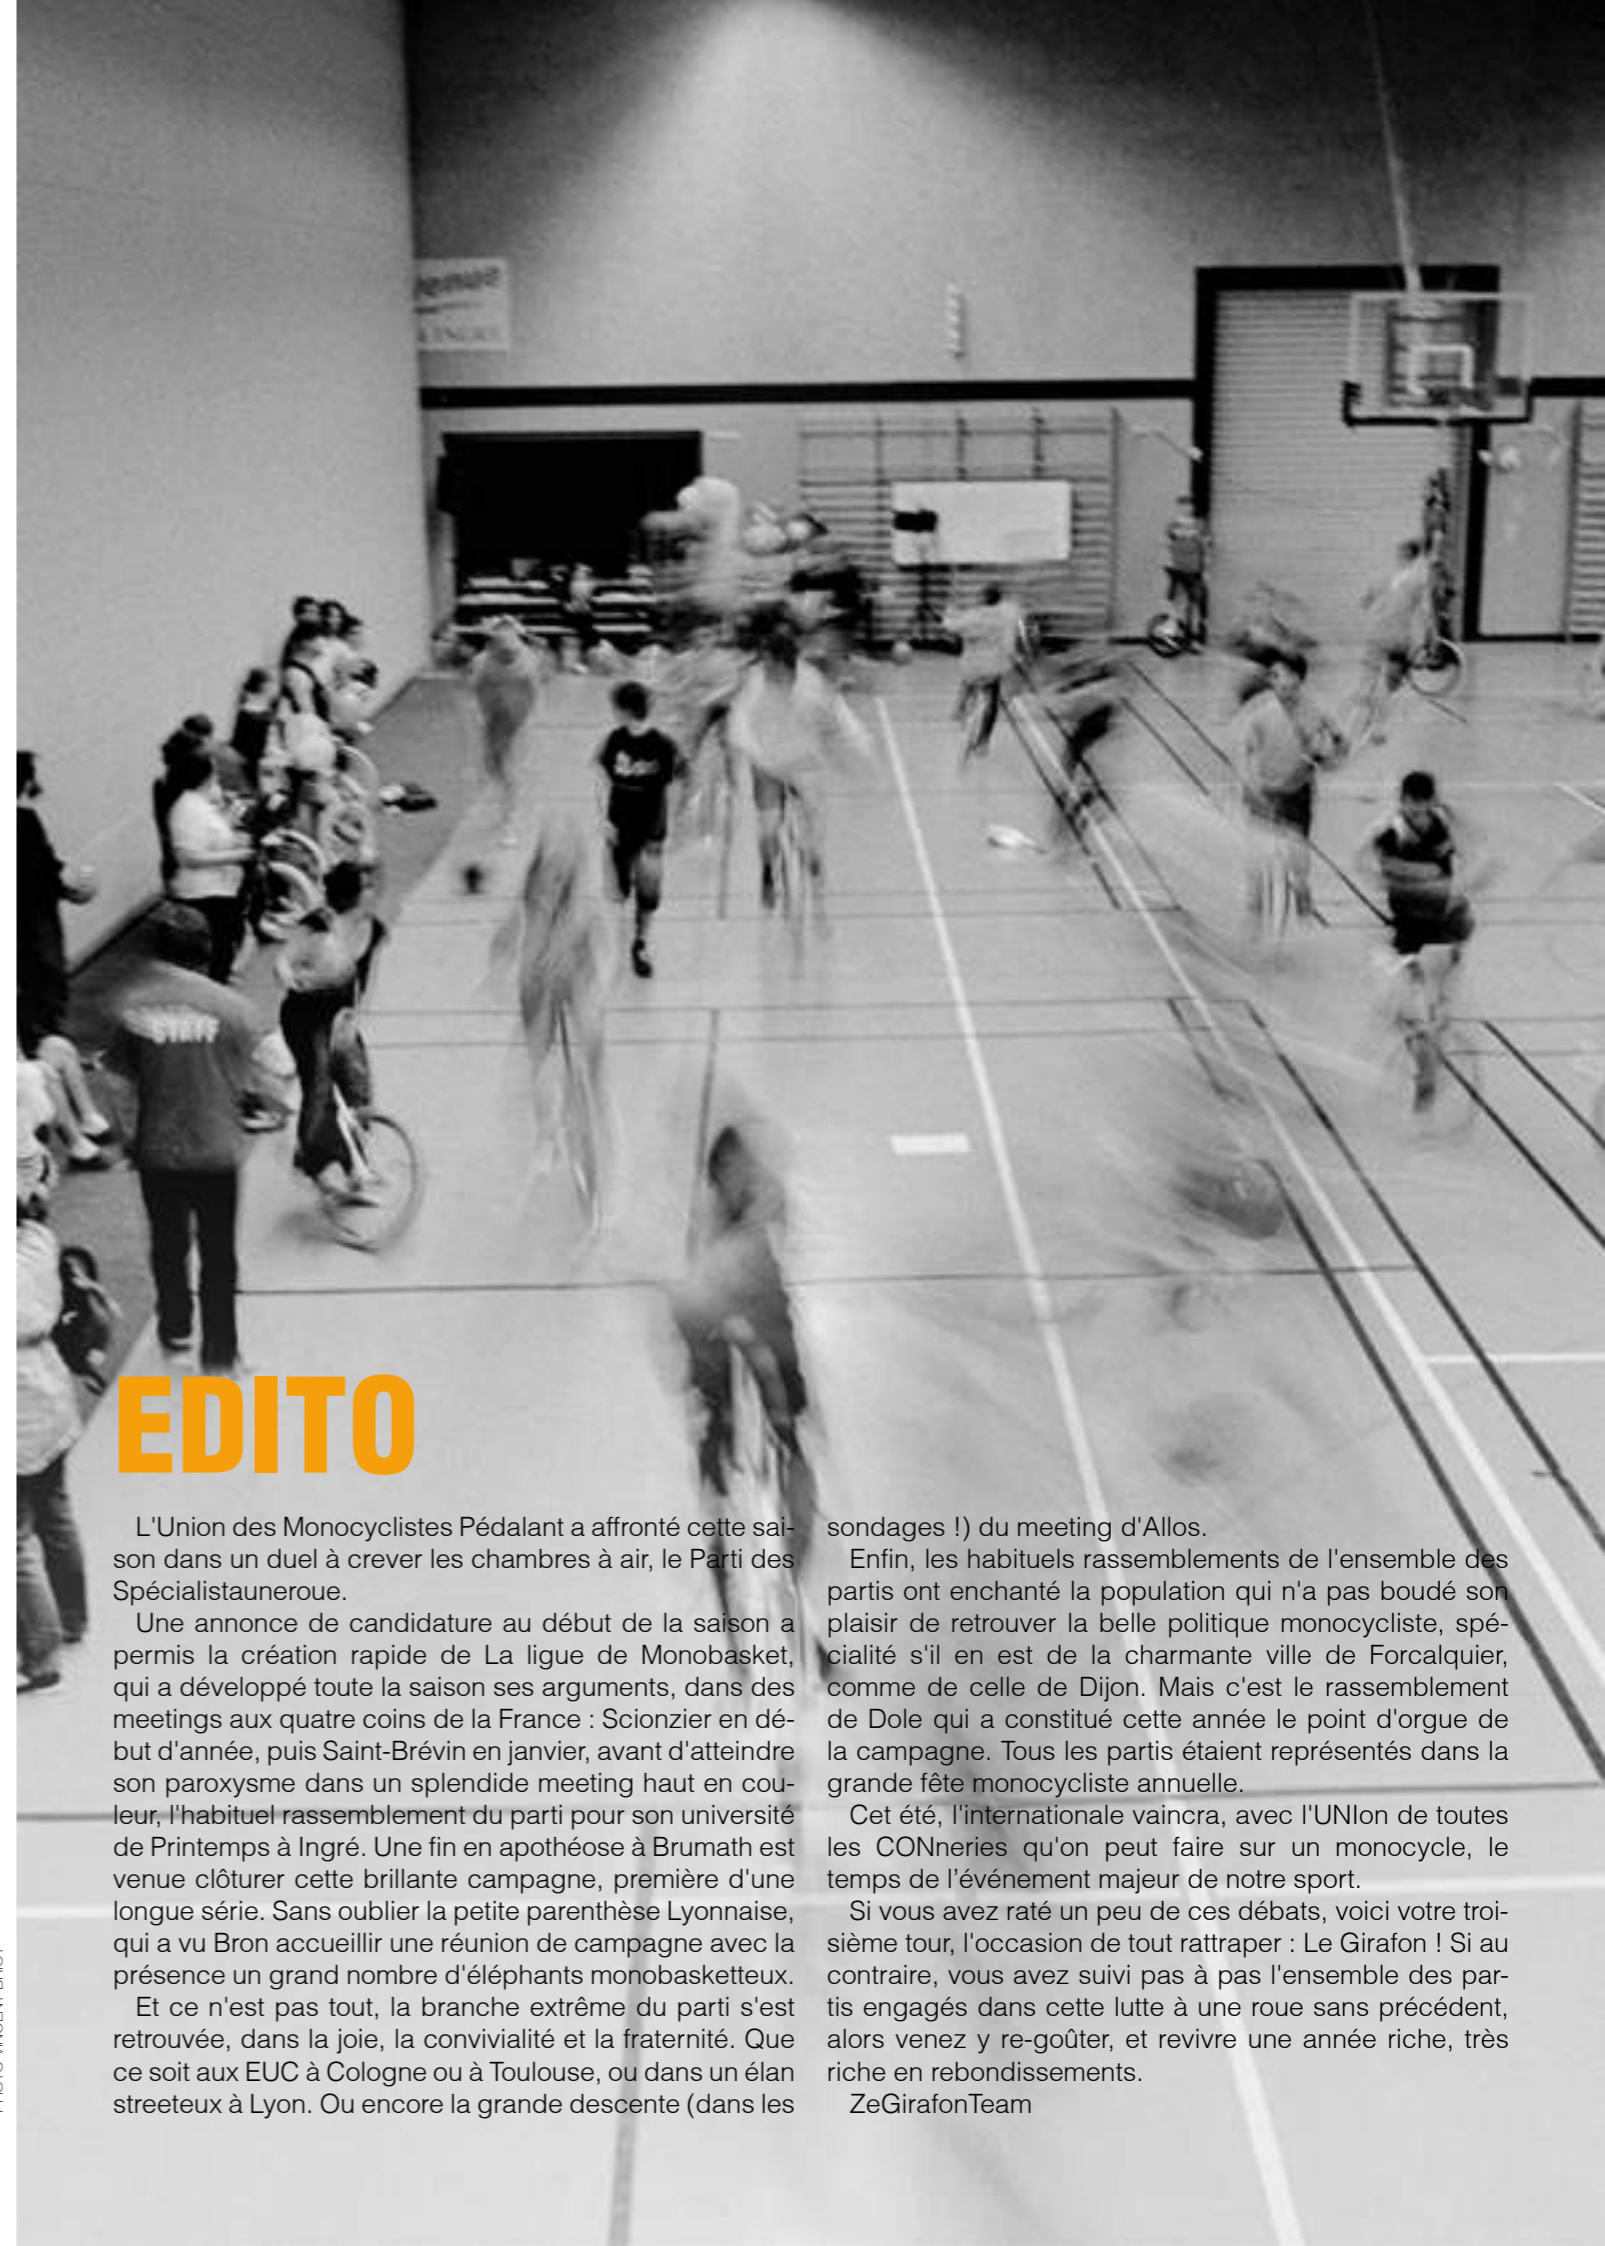 STAFF
EDITO
L'Union des Monocyclistes Pédalant a affronté cette sai-
son dans un duel à crever les chambres à air, le Parti des
Spécialistauneroue.
Une annonce de candidature au début de la saison a
permis la création rapide de La ligue de Monobasket,
qui a développé toute la saison ses arguments, dans des
meetings aux quatre coins de la France : Scionzier en dé-
but d'année, puis Saint-Brévin en janvier, avant d'atteindre
son paroxysme dans un splendide meeting haut en cou-
leur, l'habituel rassemblement du parti pour son université
de Printemps à Ingré. Une fin en apothéose à Brumath est
venue clôturer cette brillante campagne, première d'une
longue série. Sans oublier la petite parenthèse Lyonnaise,
qui a vu Bron accueillir une réunion de campagne avec la
présence un grand nombre d'éléphants monobasketteux.
Et ce n'est pas tout, la branche extrême du parti s'est
retrouvée, dans la joie, la convivialité et la fraternité. Que
ce soit aux EUC à Cologne ou à Toulouse, ou dans un élan
streeteux à Lyon. Ou encore la grande descente (dans les
sondages !) du meeting d'Allos.
Enfin, les habituels rassemblements de l'ensemble des
partis ont enchanté la population qui n'a pas boudé son
plaisir de retrouver la belle politique monocycliste, spé-
cialité s'il en est de la charmante ville de Forcalquier,
comme de celle de Dijon. Mais c'est le rassemblement
de Dole qui a constitué cette année le point d'orgue de
la campagne. Tous les partis étaient représentés dans la
grande fête monocycliste annuelle.
Cet été, l'internationale vaincra, avec l'UNIon de toutes
les CONneries qu'on peut faire sur un monocycle, le
temps de l’événement majeur de notre sport.
Si vous avez raté un peu de ces débats, voici votre troi-
sième tour, l'occasion de tout rattraper : Le Girafon ! Si au
contraire, vous avez suivi pas à pas l'ensemble des par-
tis engagés dans cette lutte à une roue sans précédent,
alors venez y re-goûter, et revivre une année riche, très
riche en rebondissements.
ZeGirafonTeam